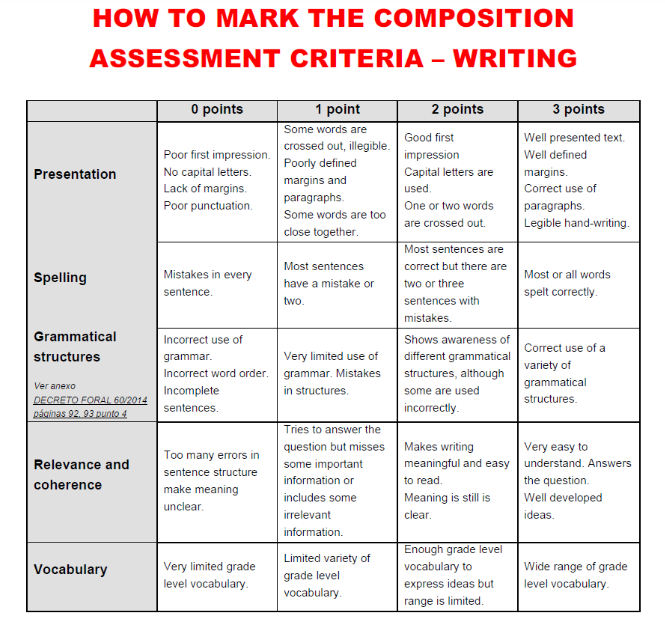 HOW TO MARK THE COMPOSITION
ASSESSMENT CRITERIA – WRITING
0 points
1 point
2 points
3 points
Presentation
Poor first impression.
No capital letters.
Lack of margins.
Poor punctuation.
Some words are
crossed out, illegible.
Poorly defined
margins and
paragraphs.
Some words are too
close together.
Good first
impression
Capital letters are
used.
One or two words
are crossed out.
Well presented text.
Well defined
margins.
Correct use of
paragraphs.
Legible hand-writing.
Spelling
Mistakes in every
sentence.
Most sentences
have a mistake or
two.
Most sentences are
correct but there are
two or three
sentences with
mistakes.
Most or all words
spelt correctly.
Grammatical
structures
Ver anexo
DECRETO FORAL 60/2014
páginas 92, 93 punto 4
Incorrect use of
grammar.
Incorrect word order.
Incomplete
sentences.
Very limited use of
grammar. Mistakes
in structures.
Shows awareness of
different grammatical
structures, although
some are used
incorrectly.
Correct use of a
variety of
grammatical
structures.
Relevance and
coherence
Too many errors in
sentence structure
make meaning
unclear.
Tries to answer the
question but misses
some important
information or
includes some
irrelevant
information.
Makes writing
meaningful and easy
to read.
Meaning is still is
clear.
Very easy to
understand. Answers
the question.
Well developed
ideas.
Vocabulary
Very limited grade
level vocabulary.
Limited variety of
grade level
vocabulary.
Enough grade level
vocabulary to
express ideas but
range is limited.
Wide range of grade
level vocabulary.